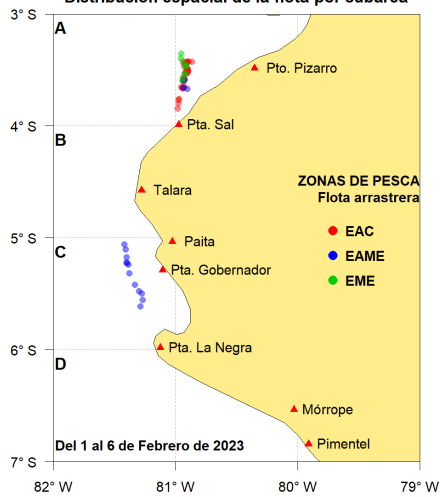 Distribución espacial de la flota por subárea
3° S
A
Pto. Pizarro
4° S
Pta. Sal
B
ZONAS DE PESCA
Flota arrastrera
Talara
EAC
5° S
Paita
C
EAME
Pta. Gobernador
EME
6° S
Pta. La Negra
D
Mórrope
Del 1 al 6 de Febrero de 2023
Pimentel
7° S
82° W
81° W
80° W
79° W